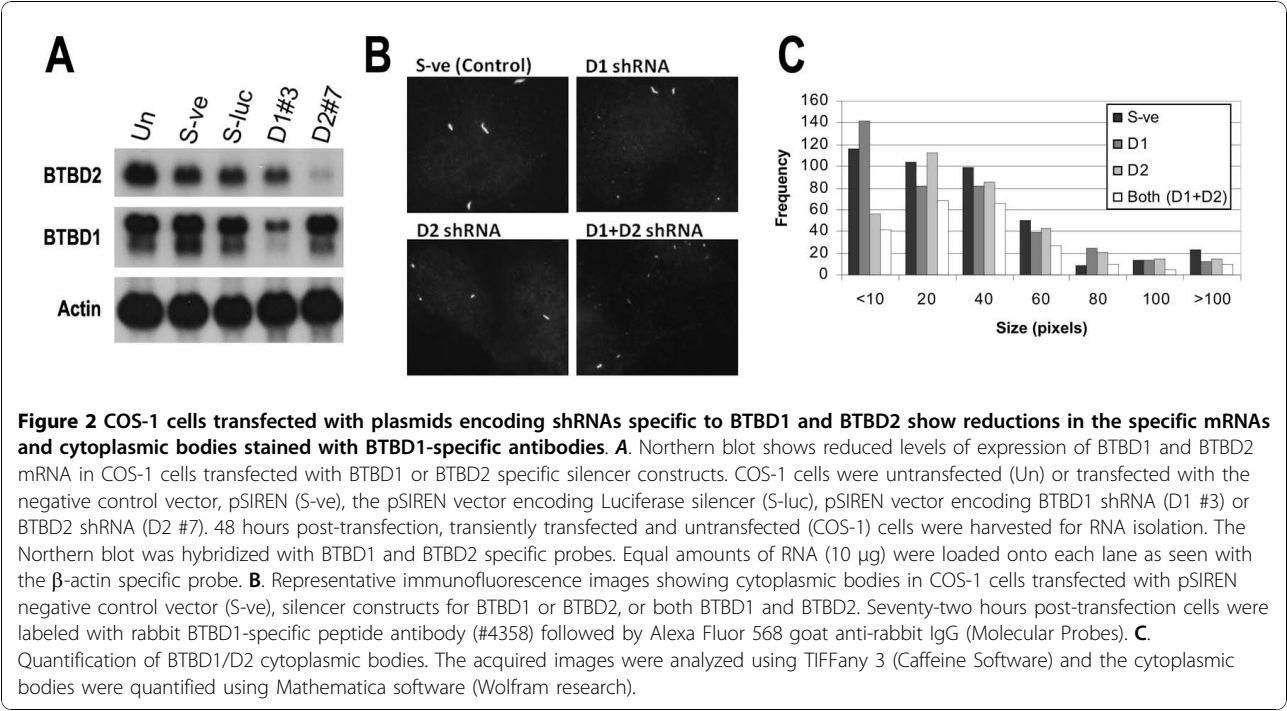 A
Un
S-ve
S-luc
D1#3
D2#7
BTBD2
BTBD1
Actin
B
S-ve (Control)
D1 shRNA
D2 shRNA
D1+D2 shRNA
C
160
140
120
100
80
60
40
20
0
Frequency
S-ve
D1
D2
Both (D1+D2)
<10
20
40
60
80
100
>100
Size (pixels)
Figure 2 COS-1 cells transfected with plasmids encoding shRNAs specific to BTBD1 and BTBD2 show reductions in the specific mRNAs
and cytoplasmic bodies stained with BTBD1-specific antibodies. A. Northern blot shows reduced levels of expression of BTBD1 and BTBD2
mRNA in COS-1 cells transfected with BTBD1 or BTBD2 specific silencer constructs. COS-1 cells were untransfected (Un) or transfected with the
negative control vector, pSIREN (S-ve), the pSIREN vector encoding Luciferase silencer (S-luc), pSIREN vector encoding BTBD1 shRNA (D1 #3) or
BTBD2 shRNA (D2 #7). 48 hours post-transfection, transiently transfected and untransfected (COS-1) cells were harvested for RNA isolation. The
Northern blot was hybridized with BTBD1 and BTBD2 specific probes. Equal amounts of RNA (10 μg) were loaded onto each lane as seen with
the β-actin specific probe. B. Representative immunofluorescence images showing cytoplasmic bodies in COS-1 cells transfected with pSIREN
negative control vector (S-ve), silencer constructs for BTBD1 or BTBD2, or both BTBD1 and BTBD2. Seventy-two hours post-transfection cells were
labeled with rabbit BTBD1-specific peptide antibody (#4358) followed by Alexa Fluor 568 goat anti-rabbit IgG (Molecular Probes). C.
Quantification of BTBD1/D2 cytoplasmic bodies. The acquired images were analyzed using TIFFany 3 (Caffeine Software) and the cytoplasmic
bodies were quantified using Mathematica software (Wolfram research).